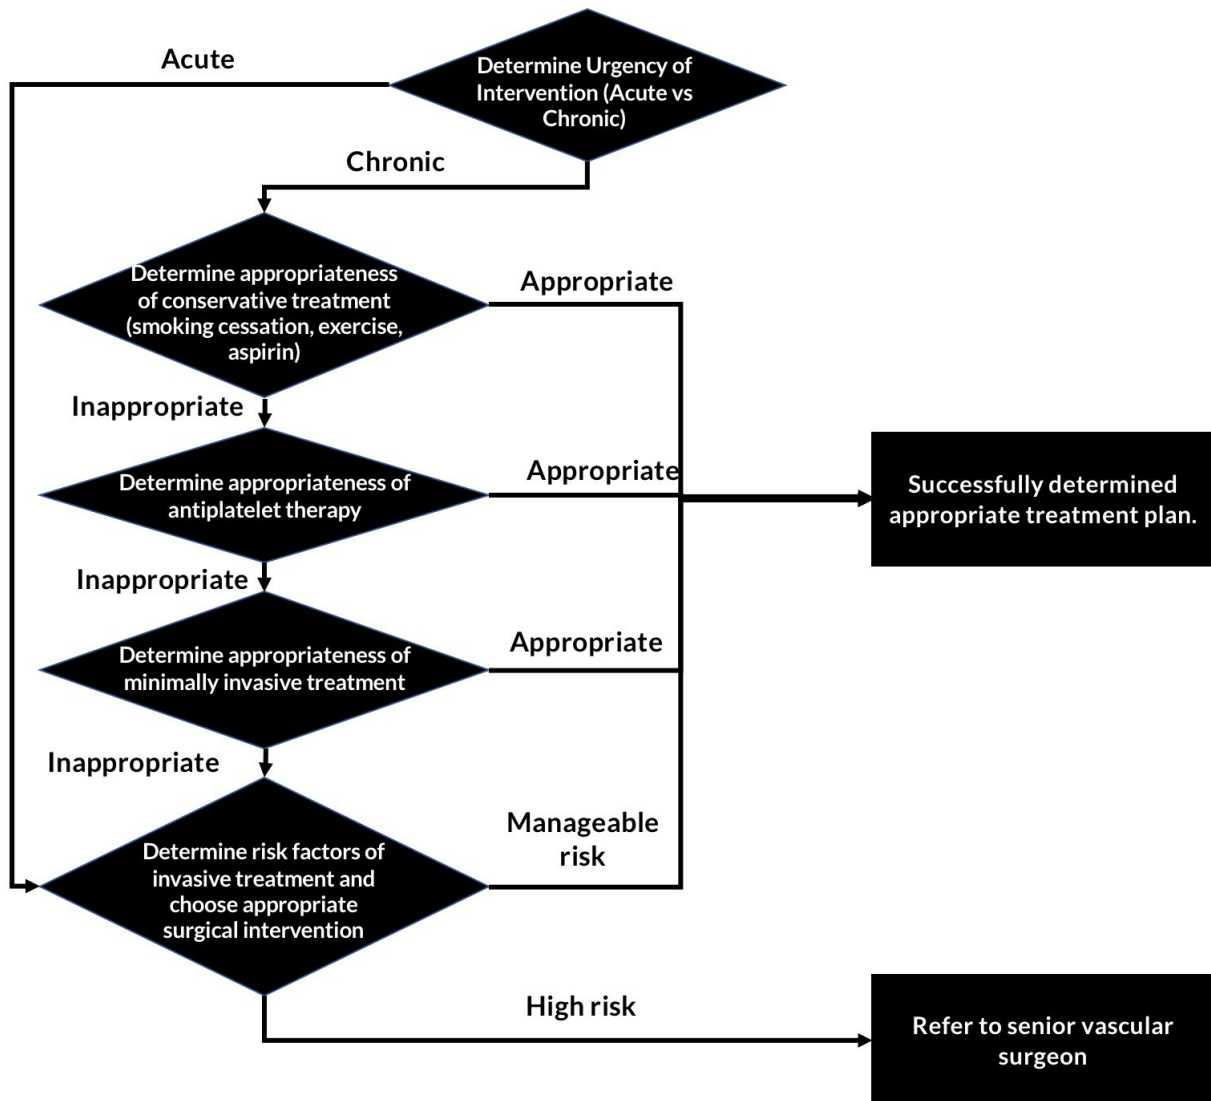 Acute
Determine Urgency of
Intervention (Acute vs
Chronic)
Chronic
Determine appropriateness
of conservative treatment
(smoking cessation, exercise,
aspirin)
Appropriate
Inappropriate
Determine appropriateness of
antiplatelet therapy
Appropriate
Successfully determined
appropriate treatment plan.
Inappropriate
Determine appropriateness of
minimally invasive treatment
Appropriate
Inappropriate
Determine risk factors of
invasive treatment and
choose appropriate
surgical intervention
Manageable
risk
High risk
Refer to senior vascular
surgeon